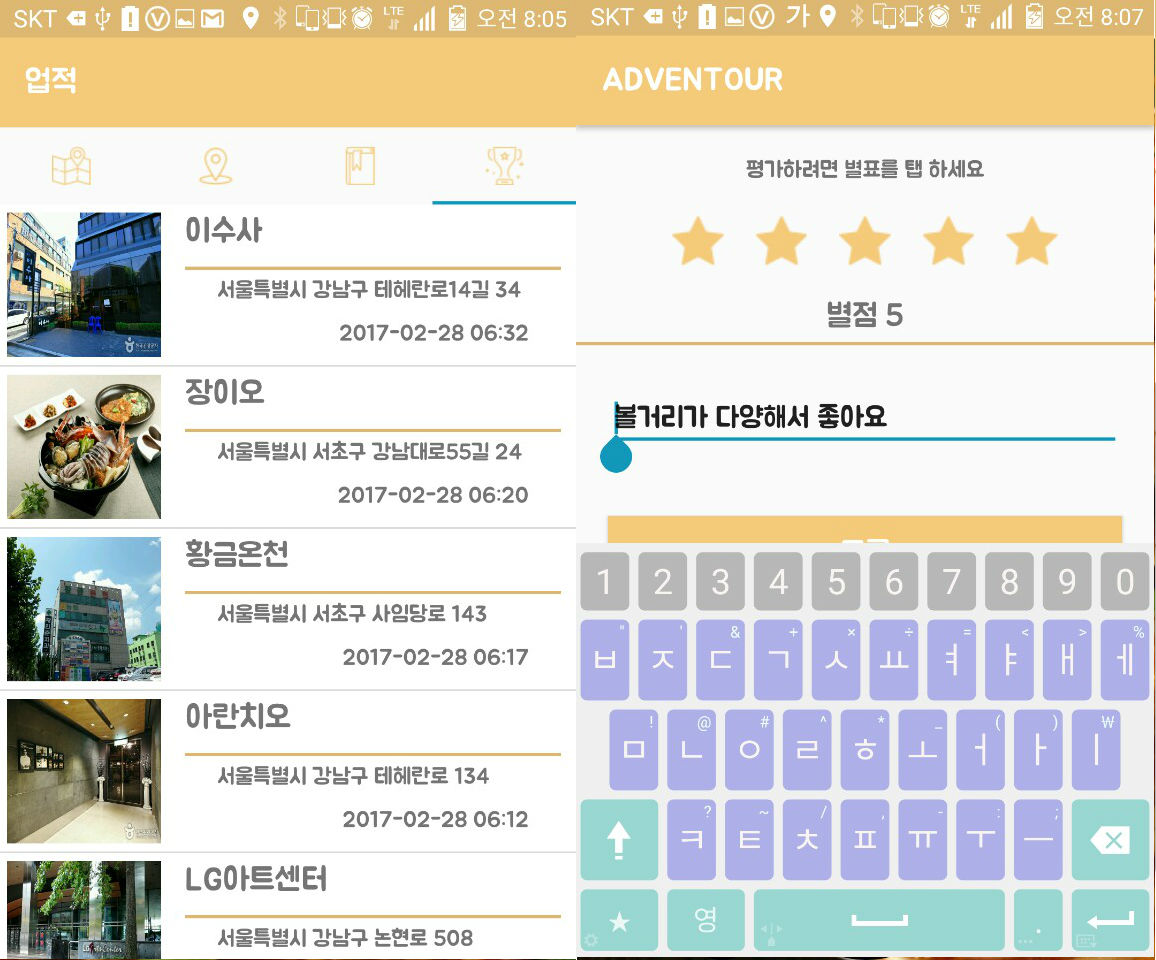 SKT
LTE
오전 8:05
업적
이수사
서울특별시 강남구 테헤란로14길 34
2017-02-28 06:32
장이오
서울특별시 서초구 강남대로55길 24
2017-02-28 06:20
황금온천
서울특별시 서초구 사임당로 143
2017-02-28 06:17
아란치오
서울특별시 강남구 테헤란로 134
2017-02-28 06:12
LG아트센터
서울특별시 강남구 논현로 508
SKT
가
LTE
오전 8:07
ADVENTOUR
평가하려면 별표를 탭 하세요
별점 5
볼거리가 다양해서 좋아요
1 2 3 4 5 6 7 8 9 0
" ' & + × ÷ = < > %
ㅂ ㅈ ㄷ ㄱ ㅅ ㅛ ㅕ ㅑ ㅐ ㅔ
! @ # ^ * _ ( ) ₩
ㅁ ㄴ ㅇ ㄹ ㅎ ㅗ ㅓ ㅏ ㅣ
? ~ / , - : ;
ㅋ ㅌ ㅊ ㅍ ㅠ ㅜ ㅡ
영 .